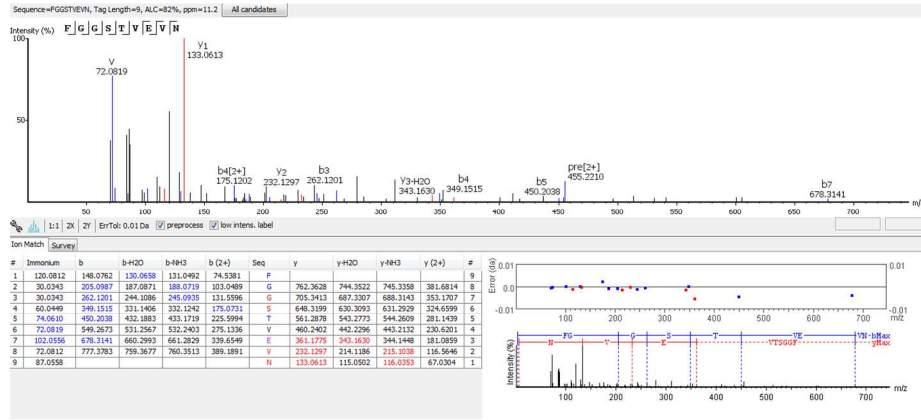 Sequence=FGGSTVEVN, Tag Length=9, ALC=82%, ppm=11.2 All candidates
Intensity (%) F G G S T V E V N
100
50
V
72.0819
y1
133.0613
b4[2+]
175.1202
y2
232.1297
b3
262.1201
y3-H2O
343.1630
b4
349.1515
b5
450.2038
pre[2+]
455.2210
b7
678.3141
50 100 150 200 250 300 350 400 450 500 550 600 650 700 m/z
1:1 2X 2Y ErrTol: 0.01 Da preprocess low intens. label
Ion Match Survey
# Immonium b b-H2O b-NH3 b (2+) Seq y y-H2O y-NH3 y (2+) #
1 120.0812 148.0762 130.0658 131.0492 74.5381 F 9
2 30.0343 205.0987 187.0871 188.0719 103.0489 G 762.3628 744.3522 745.3358 381.6814 8
3 30.0343 262.1201 244.1086 245.0935 131.5596 G 705.3413 687.3307 688.3143 353.1707 7
4 60.0449 349.1515 331.1406 332.1242 175.0731 S 648.3199 630.3093 631.2929 324.6599 6
5 74.0610 450.2038 432.1883 433.1719 225.5994 T 561.2878 543.2773 544.2609 281.1439 5
6 72.0819 549.2673 531.2567 532.2403 275.1336 V 460.2402 442.2296 443.2132 230.6201 4
7 102.0556 678.3141 660.2993 661.2829 339.6549 E 361.1775 343.1630 344.1448 181.0859 3
8 72.0812 777.3783 759.3677 760.3513 389.1891 V 232.1297 214.1186 215.1038 116.5646 2
9 87.0558 N 133.0613 115.0502 116.0353 67.0304 1
Error (da)
0.01 0.01
0.0 0.0
-0.01 -0.01
100 200 300 400 500 600 700 m/z
Intensity (%)
FG G S T VE VN-bMax
N V E VTSGGF yMax
100 200 300 400 500 600 700 m/z